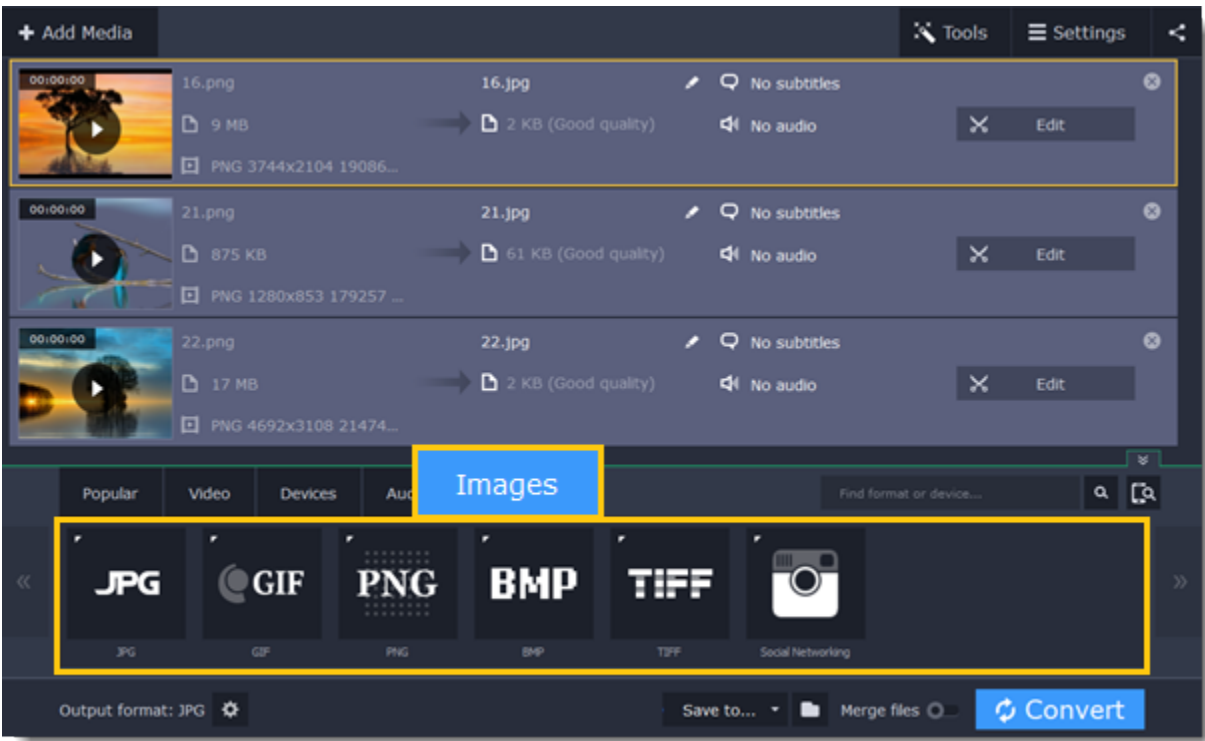 Add Media
Tools
Settings
00:00:00
16.png
16.jpg
No subtitles
9 MB
2 KB (Good quality)
No audio
Edit
PNG 3744x2104 19086...
00:00:00
21.png
21.jpg
No subtitles
875 KB
61 KB (Good quality)
No audio
Edit
PNG 1280x853 179257 ...
00:00:00
22.png
22.jpg
No subtitles
17 MB
2 KB (Good quality)
No audio
Edit
PNG 4692x3108 21474...
Popular
Video
Devices
Auc
Images
Find format or device...
JPG
GIF
PNG
BMP
TIFF
JPG
GIF
PNG
BMP
TIFF
Social Networking
Output format: JPG
Save to...
Merge files
Convert